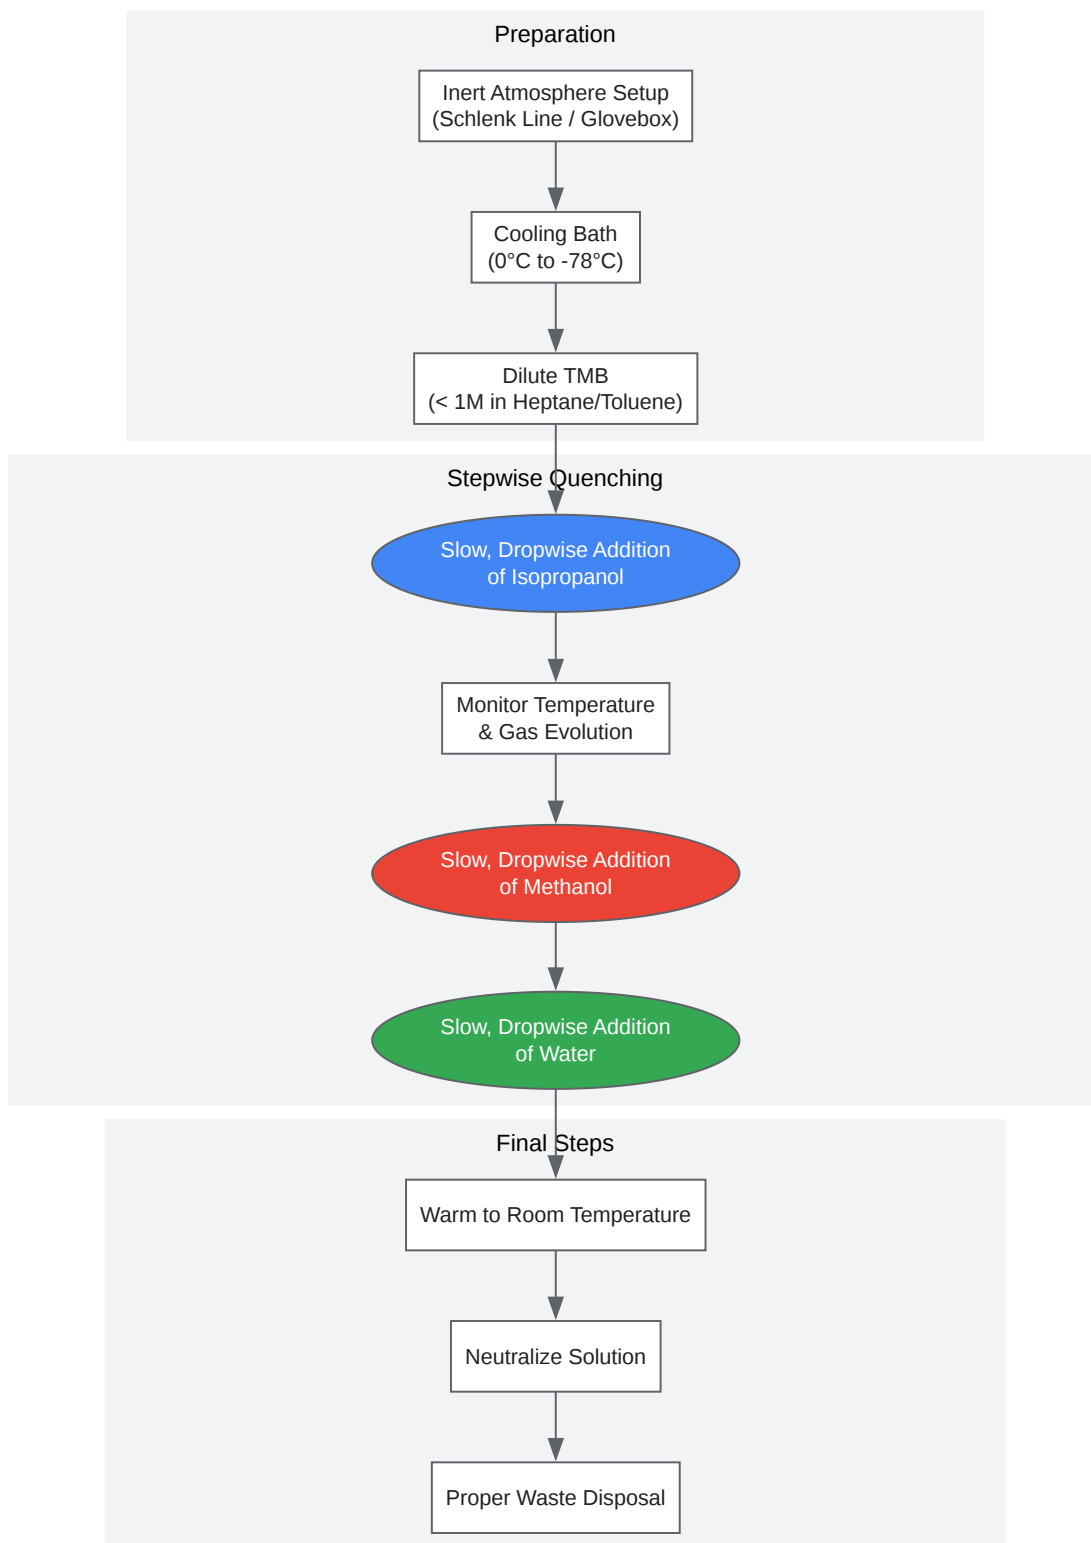 Preparation
Inert Atmosphere Setup
(Schlenk Line / Glovebox)
Cooling Bath
(0°C to -78°C)
Dilute TMB
(< 1M in Heptane/Toluene)
Stepwise Quenching
Slow, Dropwise Addition
of Isopropanol
Monitor Temperature
& Gas Evolution
Slow, Dropwise Addition
of Methanol
Slow, Dropwise Addition
of Water
Final Steps
Warm to Room Temperature
Neutralize Solution
Proper Waste Disposal